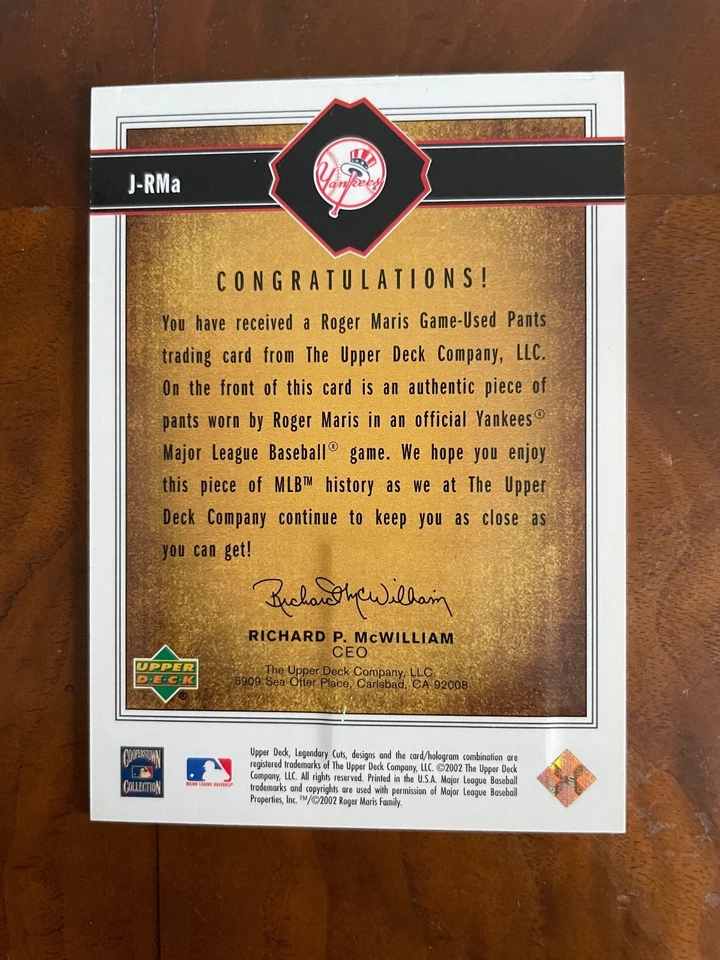 J-RMa
Yankees
CONGRATULATIONS!
You have received a Roger Maris Game-Used Pants
trading card from The Upper Deck Company, LLC.
On the front of this card is an authentic piece of
pants worn by Roger Maris in an official Yankees®
Major League Baseball® game. We hope you enjoy
this piece of MLB™ history as we at The Upper
Deck Company continue to keep you as close as
you can get!
Richard McWilliam
RICHARD P. McWILLIAM
CEO
The Upper Deck Company, LLC.
5909 Sea Otter Place, Carlsbad, CA 92008
UPPER
DECK®
COOPERSTOWN
COLLECTION
MAJOR LEAGUE BASEBALL®
Upper Deck, Legendary Cuts, designs and the card/hologram combination are
registered trademarks of The Upper Deck Company, LLC. ©2002 The Upper Deck
Company, LLC. All rights reserved. Printed in the U.S.A. Major League Baseball
trademarks and copyrights are used with permission of Major League Baseball
Properties, Inc. ™/©2002 Roger Maris Family.